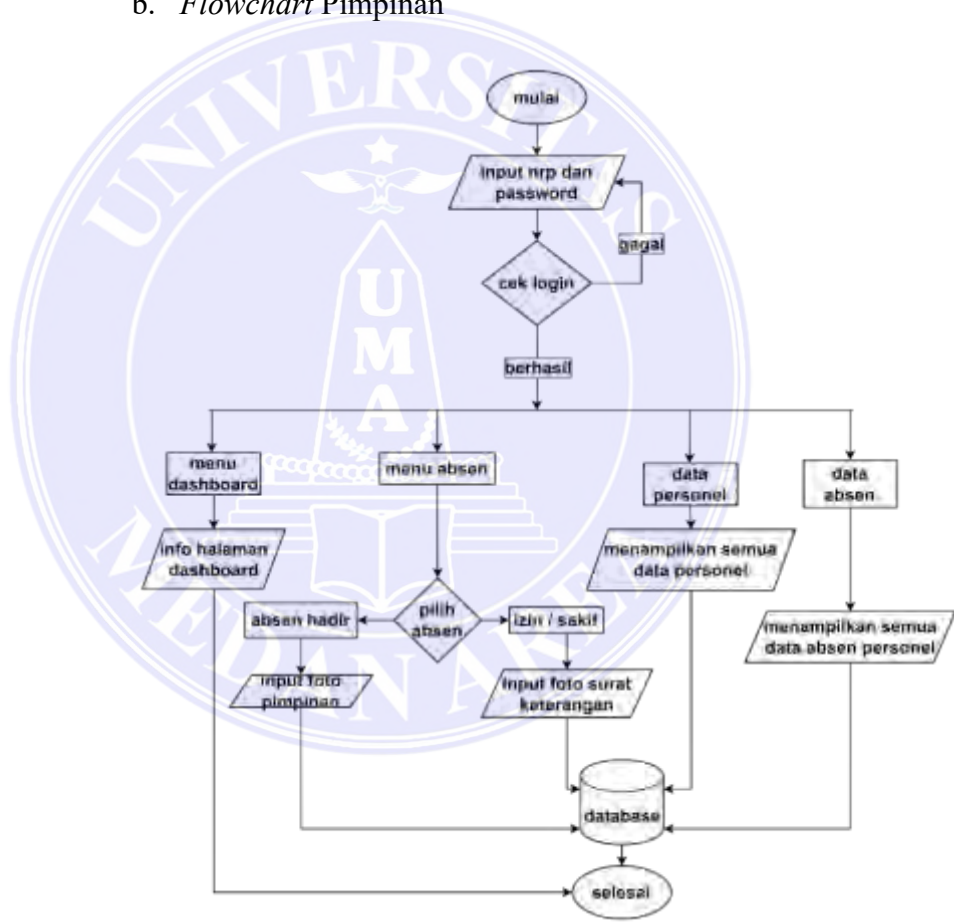 b. Flowchart Pimpinan
UNIVERSITAS
MEDAN AREA
UMA
mulai
input nrp dan
password
gagal
cek login
berhasil
menu
dashboard
menu absen
data
personel
data
absen
info halaman
dashboard
menampilkan semua
data personel
absen hadir
pilih
absen
izin / sakit
menampilkan semua
data absen personel
input foto
pimpinan
input foto surat
keterangan
database
selesai